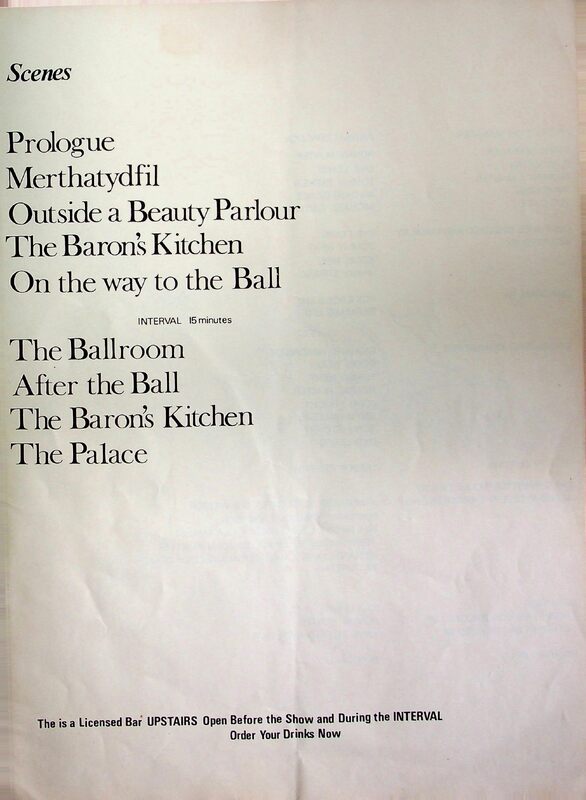 Scenes
Prologue
Merthatydfil
Outside a Beauty Parlour
The Baron's Kitchen
On the way to the Ball
INTERVAL 15 minutes
The Ballroom
After the Ball
The Baron's Kitchen
The Palace
The is a Licensed Bar UPSTAIRS Open Before the Show and During the INTERVAL
Order Your Drinks Now